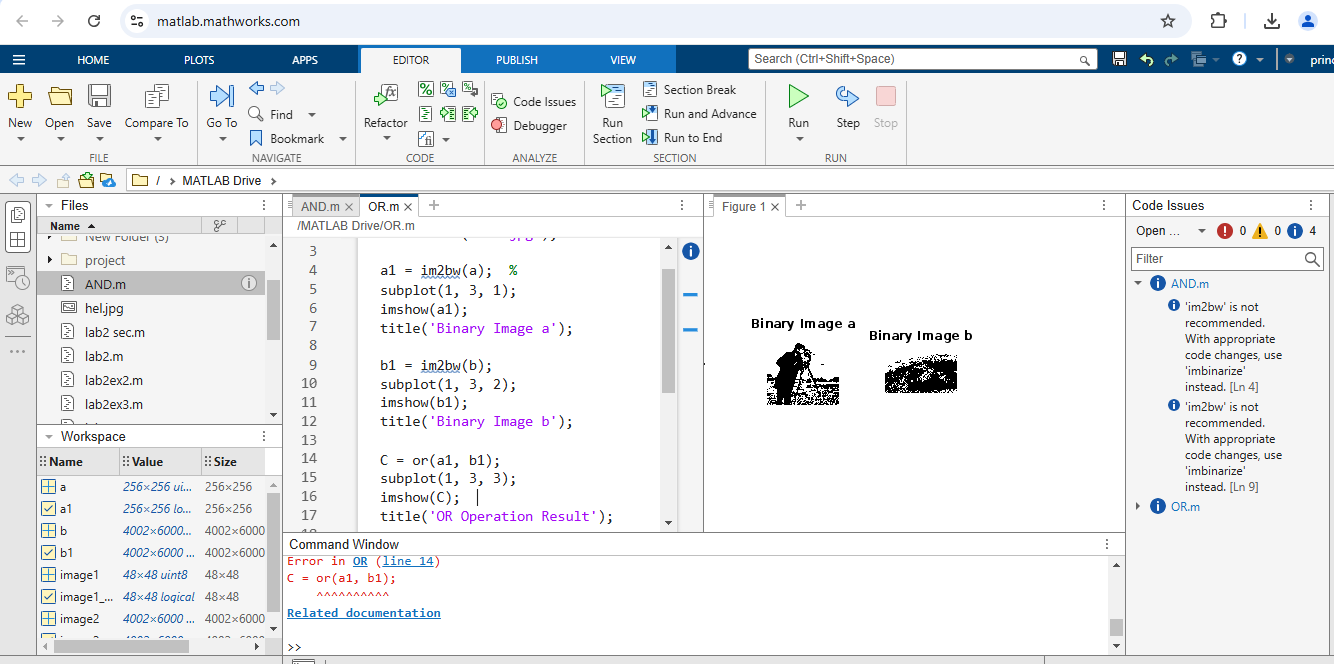 matlab.mathworks.com
HOME PLOTS APPS EDITOR PUBLISH VIEW Search (Ctrl+Shift+Space) princ
New Open Save Compare To Go To Find Bookmark Refactor Code Issues Debugger Run Section Section Break Run and Advance Run to End Run Step Stop
FILE NAVIGATE CODE ANALYZE SECTION RUN
/ MATLAB Drive
Files
Name
New Folder (3)
project
AND.m
hel.jpg
lab2 sec.m
lab2.m
lab2ex2.m
lab2ex3.m
Workspace
Name Value Size
a 256×256 ui... 256×256
a1 256×256 lo... 256×256
b 4002×6000... 4002×6000
b1 4002×6000 ... 4002×6000
image1 48×48 uint8 48×48
image1_... 48×48 logical 48×48
image2 4002×6000 ... 4002×6000
AND.m OR.m
/MATLAB Drive/OR.m
3
4 a1 = im2bw(a); %
5 subplot(1, 3, 1);
6 imshow(a1);
7 title('Binary Image a');
8
9 b1 = im2bw(b);
10 subplot(1, 3, 2);
11 imshow(b1);
12 title('Binary Image b');
13
14 C = or(a1, b1);
15 subplot(1, 3, 3);
16 imshow(C);
17 title('OR Operation Result');
Figure 1
Binary Image a
Binary Image b
Command Window
Error in OR (line 14)
C = or(a1, b1);
^^^^^^^^^^
Related documentation
>>
Code Issues
Open ... 0 0 4
Filter
AND.m
'im2bw' is not
recommended.
With appropriate
code changes, use
'imbinarize'
instead. [Ln 4]
'im2bw' is not
recommended.
With appropriate
code changes, use
'imbinarize'
instead. [Ln 9]
OR.m